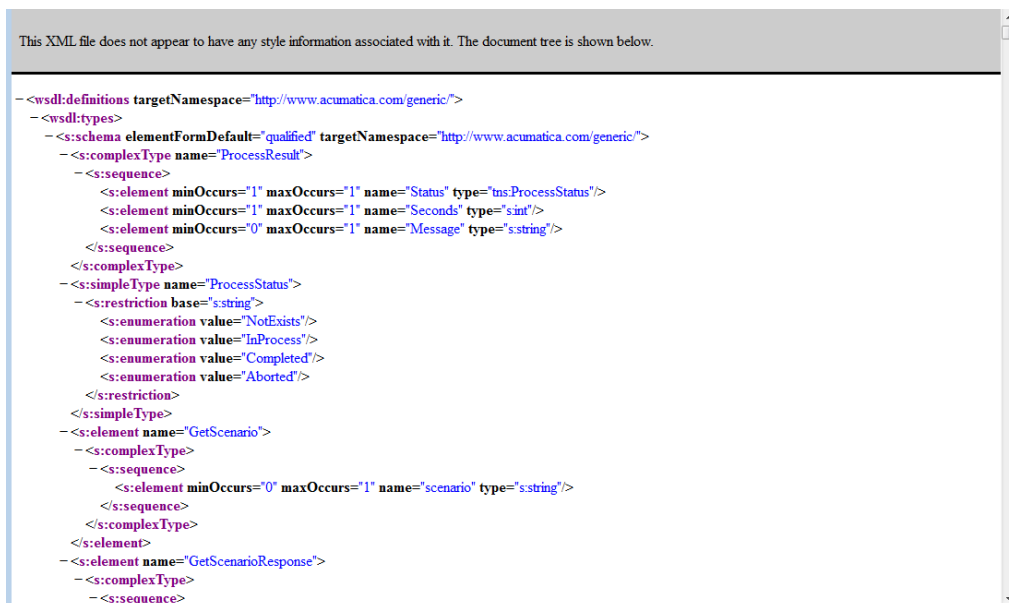 This XML file does not appear to have any style information associated with it. The document tree is shown below.
−<wsdl:definitions targetNamespace="http://www.acumatica.com/generic/">
−<wsdl:types>
−<s:schema elementFormDefault="qualified" targetNamespace="http://www.acumatica.com/generic/">
−<s:complexType name="ProcessResult">
−<s:sequence>
<s:element minOccurs="1" maxOccurs="1" name="Status" type="tns:ProcessStatus"/>
<s:element minOccurs="1" maxOccurs="1" name="Seconds" type="s:int"/>
<s:element minOccurs="0" maxOccurs="1" name="Message" type="s:string"/>
</s:sequence>
</s:complexType>
−<s:simpleType name="ProcessStatus">
−<s:restriction base="s:string">
<s:enumeration value="NotExists"/>
<s:enumeration value="InProcess"/>
<s:enumeration value="Completed"/>
<s:enumeration value="Aborted"/>
</s:restriction>
</s:simpleType>
−<s:element name="GetScenario">
−<s:complexType>
−<s:sequence>
<s:element minOccurs="0" maxOccurs="1" name="scenario" type="s:string"/>
</s:sequence>
</s:complexType>
</s:element>
−<s:element name="GetScenarioResponse">
−<s:complexType>
−<s:sequence>